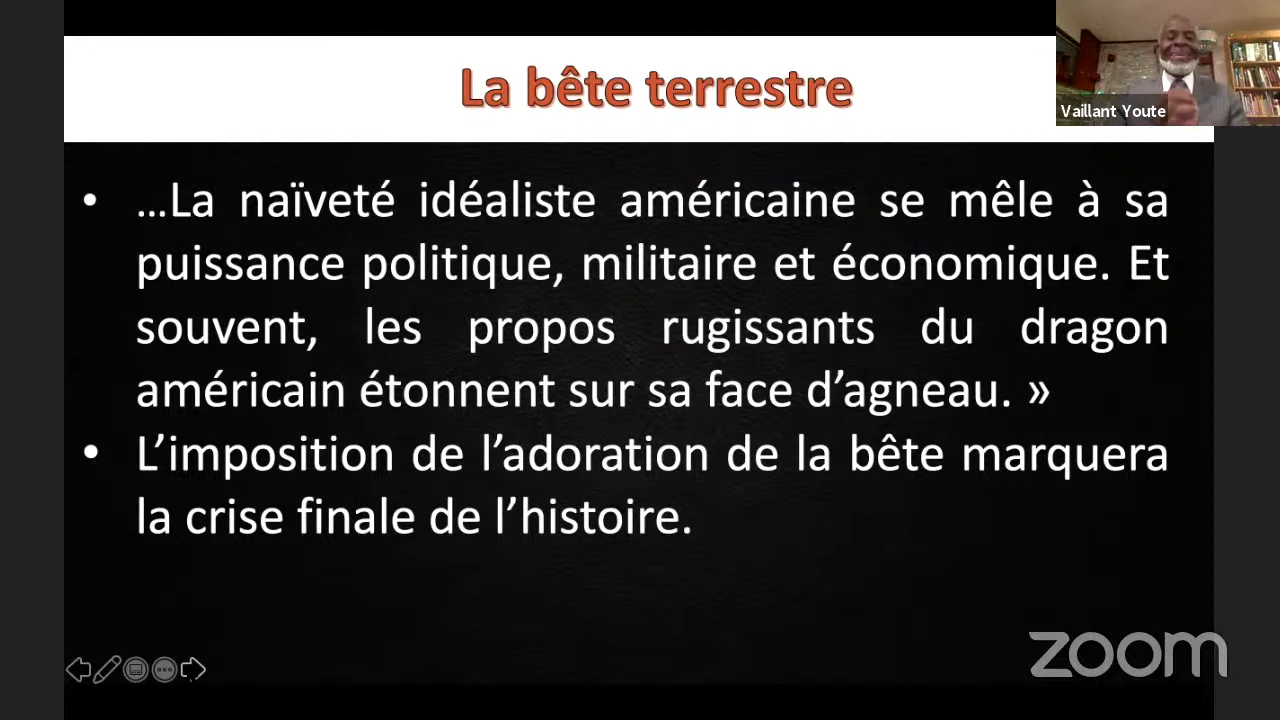 La bête terrestre
Vaillant Youte
• …La naïveté idéaliste américaine se mêle à sa
puissance politique, militaire et économique. Et
souvent, les propos rugissants du dragon
américain étonnent sur sa face d’agneau. »
• L’imposition de l’adoration de la bête marquera
la crise finale de l’histoire.
zoom